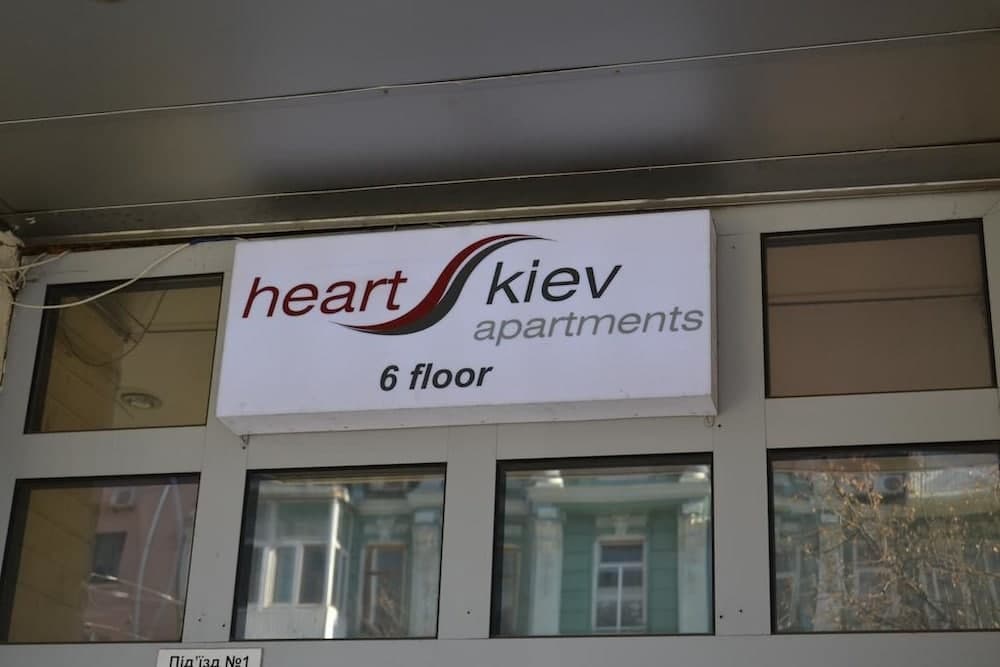 heart kiev
apartments
6 floor
Під'їзд №1